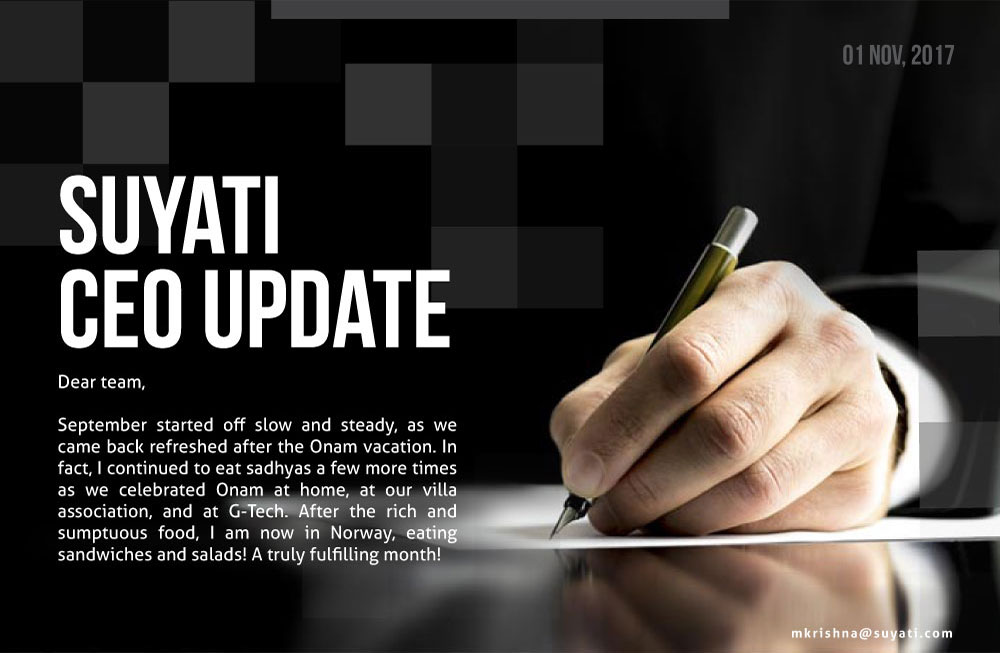 01 NOV, 2017
SUYATI
CEO UPDATE
Dear team,
September started off slow and steady, as we
came back refreshed after the Onam vacation. In
fact, I continued to eat sadhyas a few more times
as we celebrated Onam at home, at our villa
association, and at G-Tech. After the rich and
sumptuous food, I am now in Norway, eating
sandwiches and salads! A truly fulfilling month!
mkrishna@suyati.com